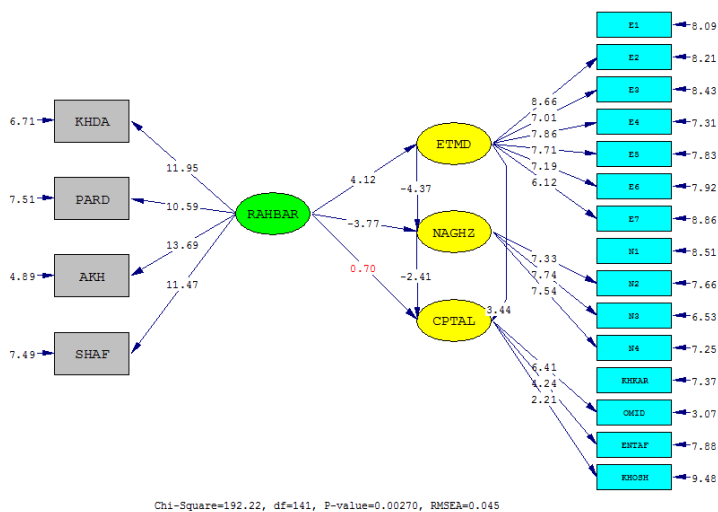 E1 8.09
E2 8.21
8.66 E3 8.43
6.71 KHDA 7.01
7.86 E4 7.31
ETMD 7.71 E5 7.83
11.95 7.19
4.12 6.12 E6 7.92
-4.37
7.51 PARD 10.59 E7 8.86
RAHBAR -3.77 NAGHZ 7.33 N1 8.51
13.69 7.74
7.54 N2 7.66
4.89 AKH 0.70 -2.41
11.47 3.44 N3 6.53
CPTAL
7.49 SHAF N4 7.25
6.41 KHKAR 7.37
4.24
2.21 OMID 3.07
ENTAF 7.88
KHOSH 9.48
Chi-Square=192.22, df=141, P-value=0.00270, RMSEA=0.045